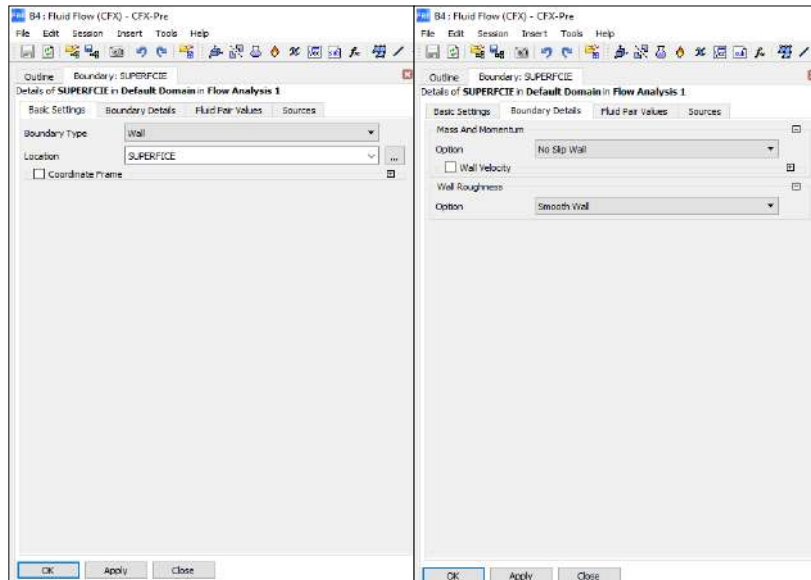 B4 : Fluid Flow (CFX) - CFX-Pre
File Edit Session Insert Tools Help
Outline Boundary: SUPERFCIE
Details of SUPERFCIE in Default Domain in Flow Analysis 1
Basic Settings Boundary Details Fluid Pair Values Sources
Boundary Type Wall
Location SUPERFICE ...
Coordinate Frame
OK Apply Close
B4 : Fluid Flow (CFX) - CFX-Pre
File Edit Session Insert Tools Help
Outline Boundary: SUPERFCIE
Details of SUPERFCIE in Default Domain in Flow Analysis 1
Basic Settings Boundary Details Fluid Pair Values Sources
Mass And Momentum
Option No Slip Wall
Wall Velocity
Wall Roughness
Option Smooth Wall
OK Apply Close